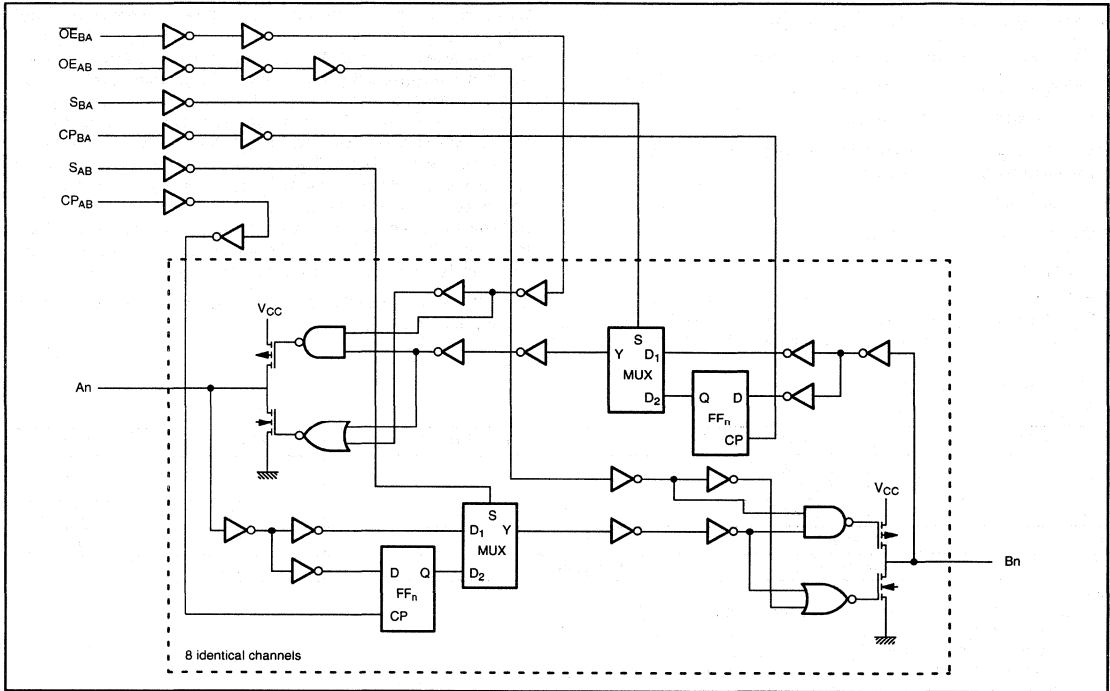 OE̅BA
OEAB
SBA
CPBA
SAB
CPAB
VCC
S
Y D1
MUX
D2
An
Q D
FFn
CP
VCC
S
D1 Y
MUX
D2
D Q
FFn
CP
Bn
8 identical channels